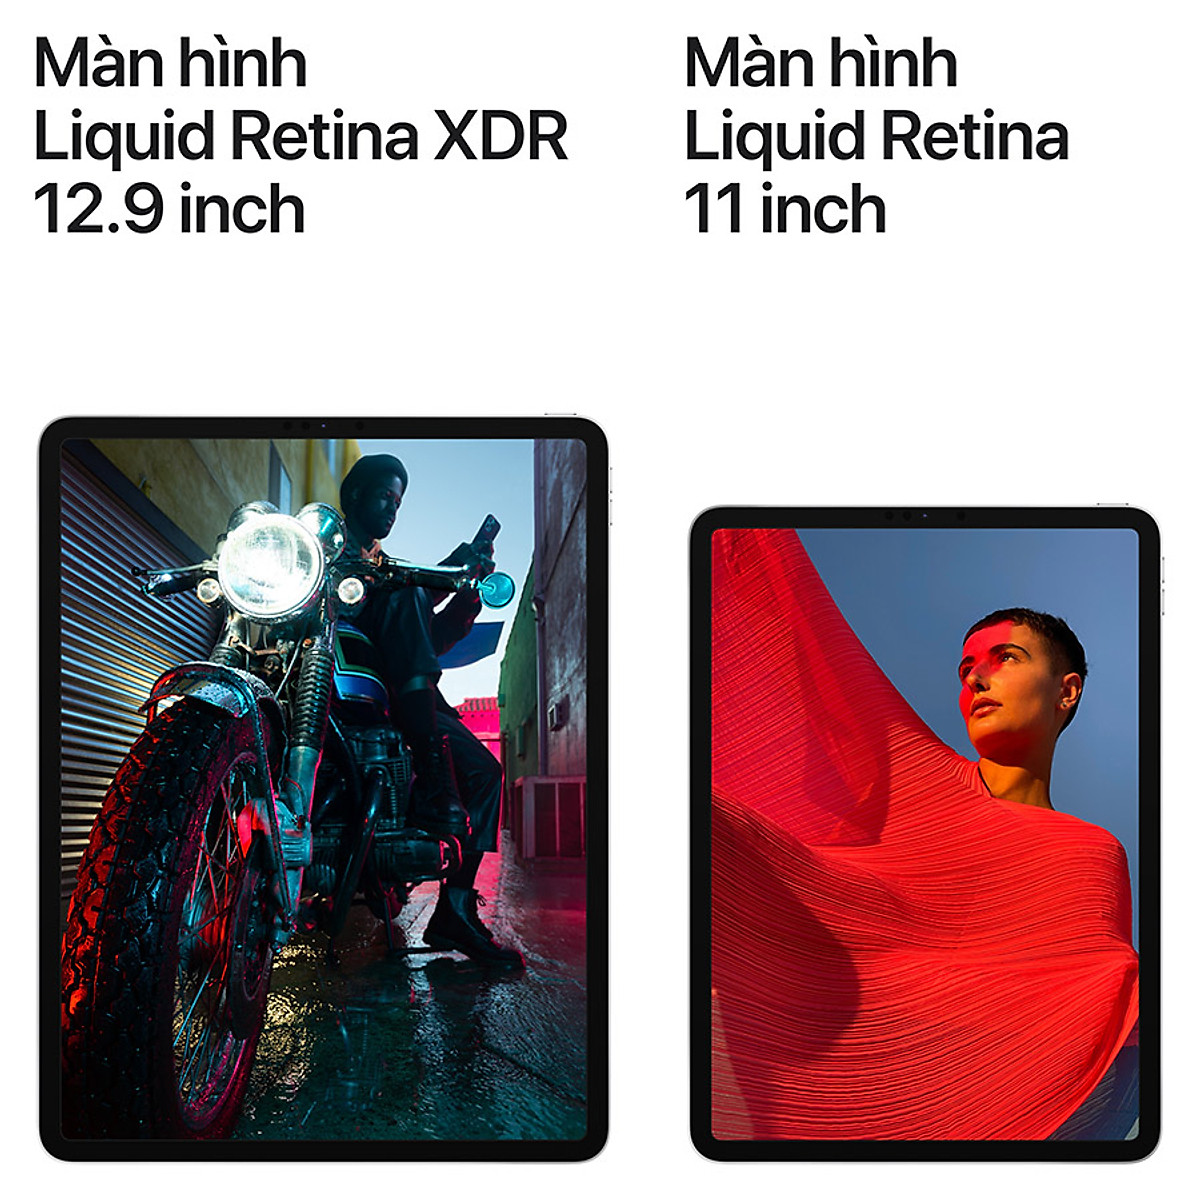 Màn hình
Liquid Retina XDR
12.9 inch
Màn hình
Liquid Retina
11 inch